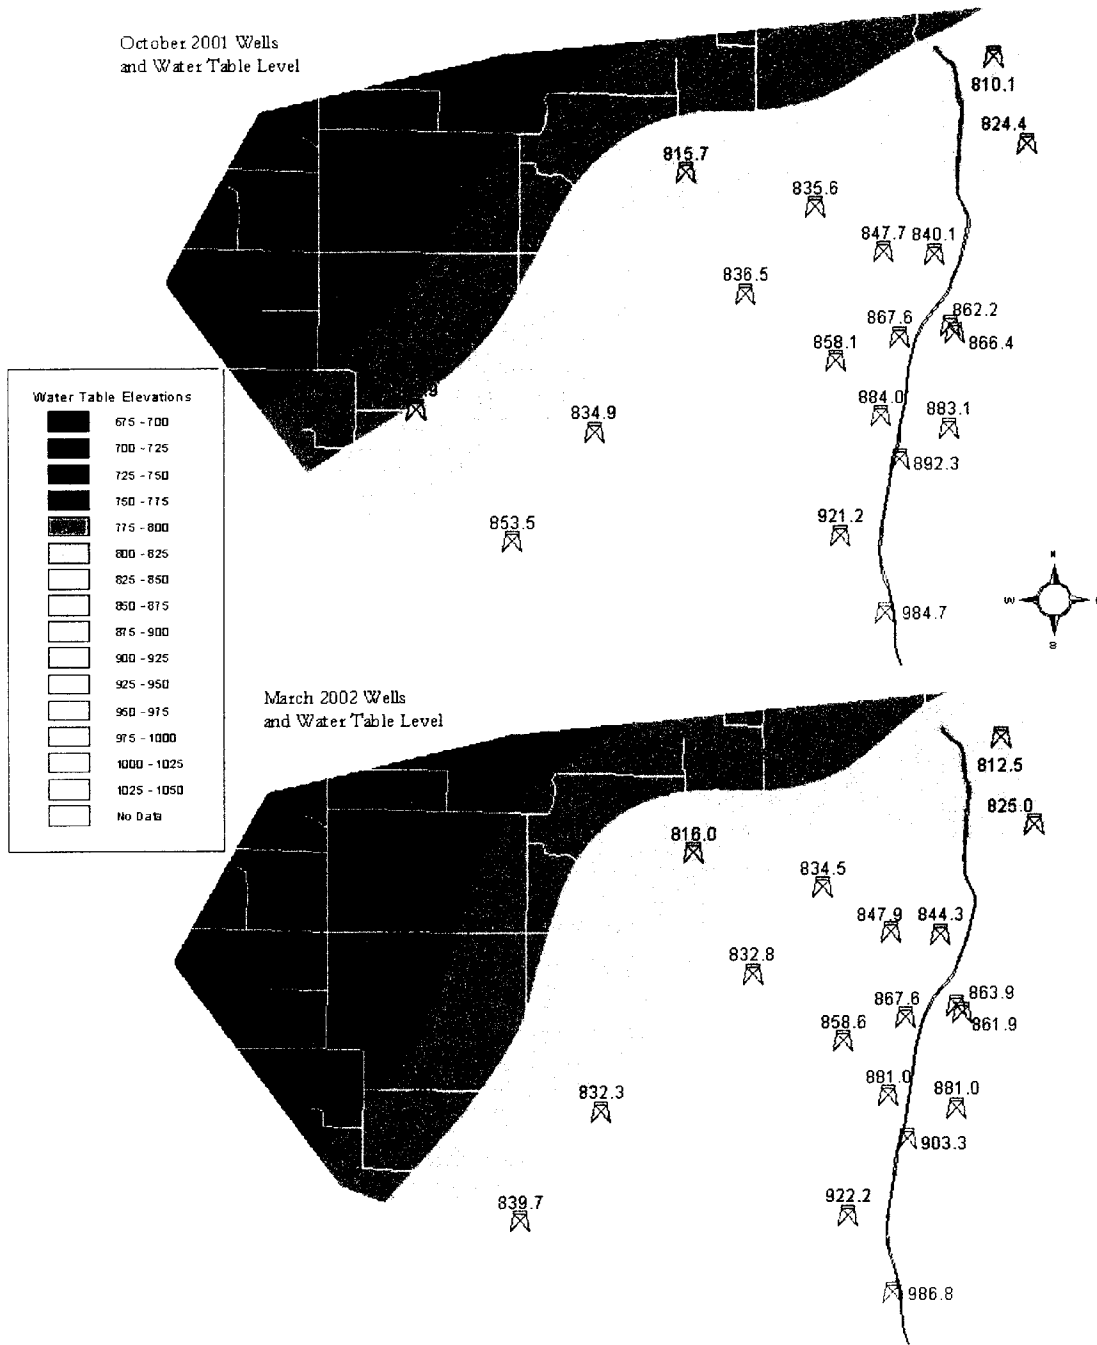 October 2001 Wells
and Water Table Level
810.1
824.4
815.7
835.6
847.7 840.1
836.5
862.2
867.6
866.4
858.1
884.0 883.1
834.9
892.3
853.5
921.2
984.7
Water Table Elevations
675 - 700
700 - 725
725 - 750
750 - 775
775 - 800
800 - 825
825 - 850
850 - 875
875 - 900
900 - 925
925 - 950
950 - 975
975 - 1000
1000 - 1025
1025 - 1050
No Data
N
W
S
March 2002 Wells
and Water Table Level
812.5
825.0
816.0
834.5
847.9 844.3
832.8
863.9
867.6
861.9
858.6
881.0 881.0
832.3
903.3
839.7
922.2
986.8